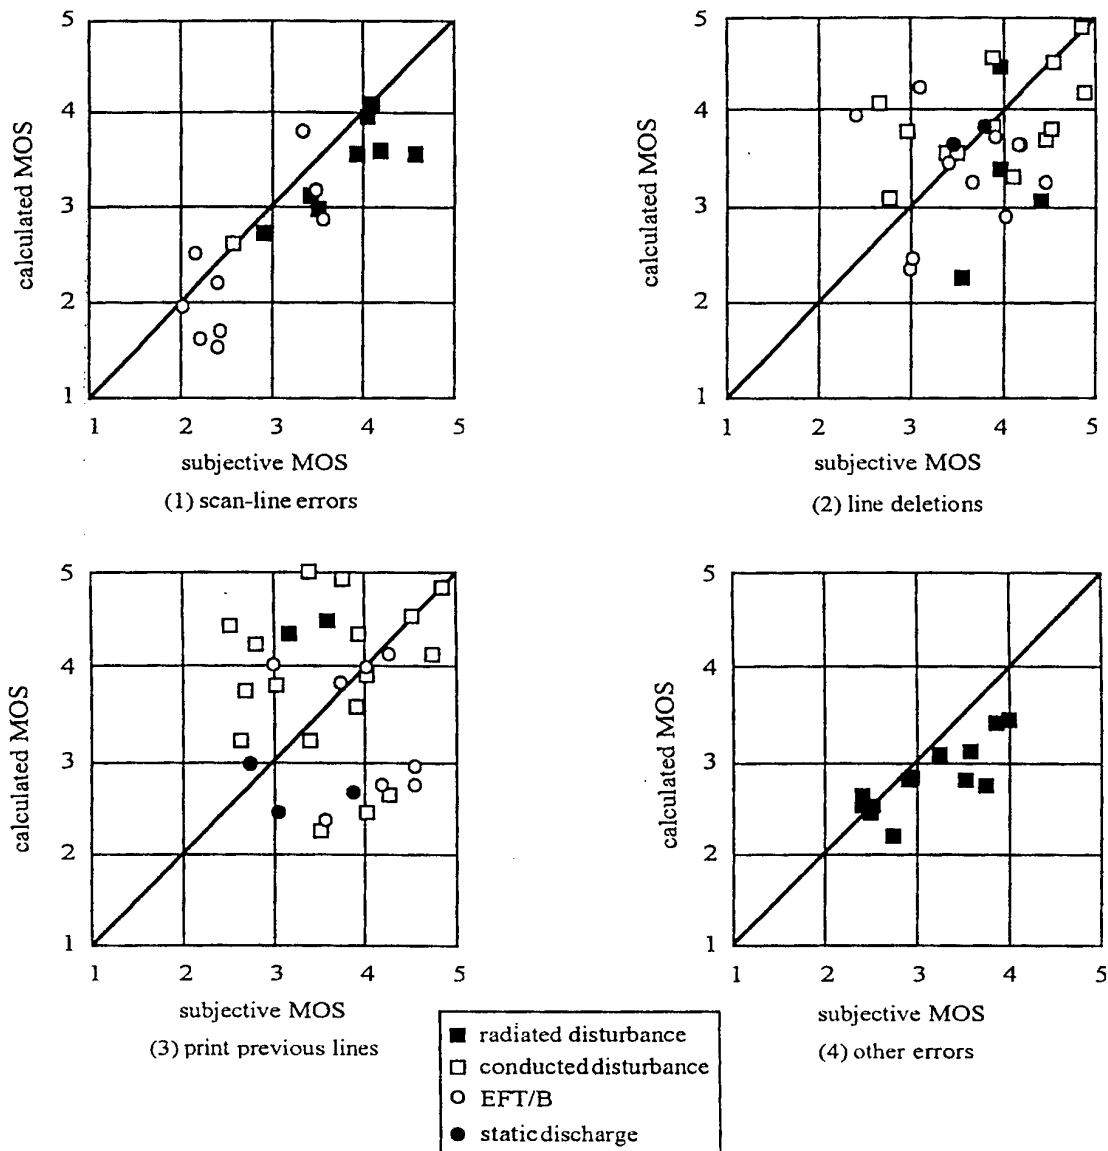 5
4
3
2
1
calculated MOS
1 2 3 4 5
subjective MOS
(1) scan-line errors
5
4
3
2
1
calculated MOS
1 2 3 4 5
subjective MOS
(2) line deletions
5
4
3
2
1
calculated MOS
1 2 3 4 5
subjective MOS
(3) print previous lines
5
4
3
2
1
calculated MOS
1 2 3 4 5
subjective MOS
(4) other errors
radiated disturbance
conducted disturbance
EFT/B
static discharge